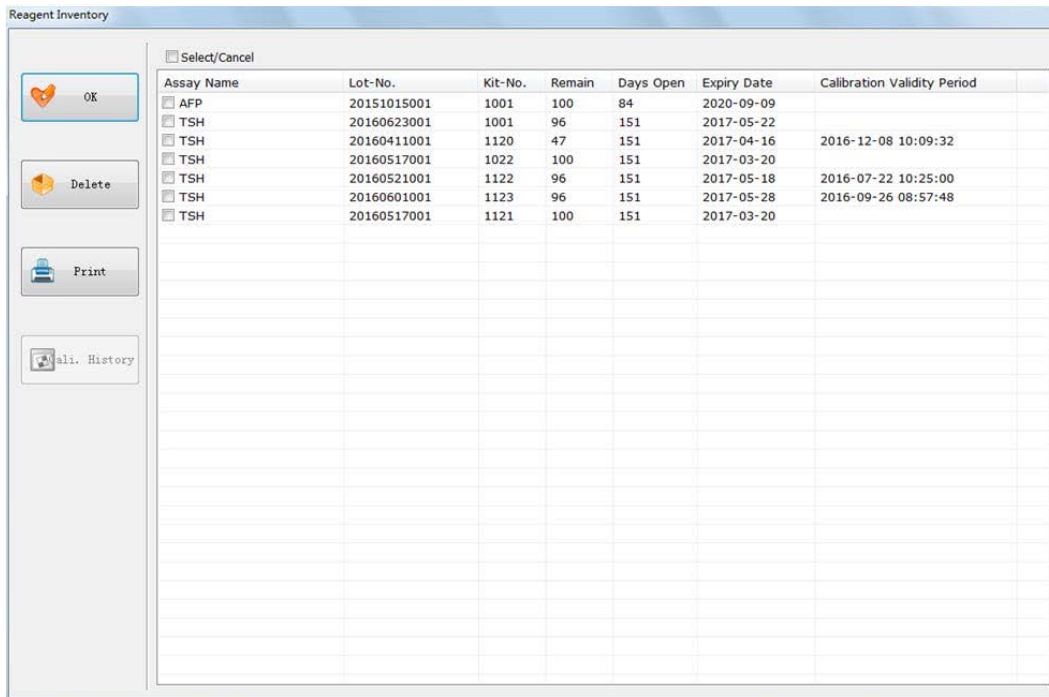 Reagent Inventory
Select/Cancel
OK
Delete
Print
ali. History
Assay Name Lot-No. Kit-No. Remain Days Open Expiry Date Calibration Validity Period
AFP 20151015001 1001 100 84 2020-09-09
TSH 20160623001 1001 96 151 2017-05-22
TSH 20160411001 1120 47 151 2017-04-16 2016-12-08 10:09:32
TSH 20160517001 1022 100 151 2017-03-20
TSH 20160521001 1122 96 151 2017-05-18 2016-07-22 10:25:00
TSH 20160601001 1123 96 151 2017-05-28 2016-09-26 08:57:48
TSH 20160517001 1121 100 151 2017-03-20